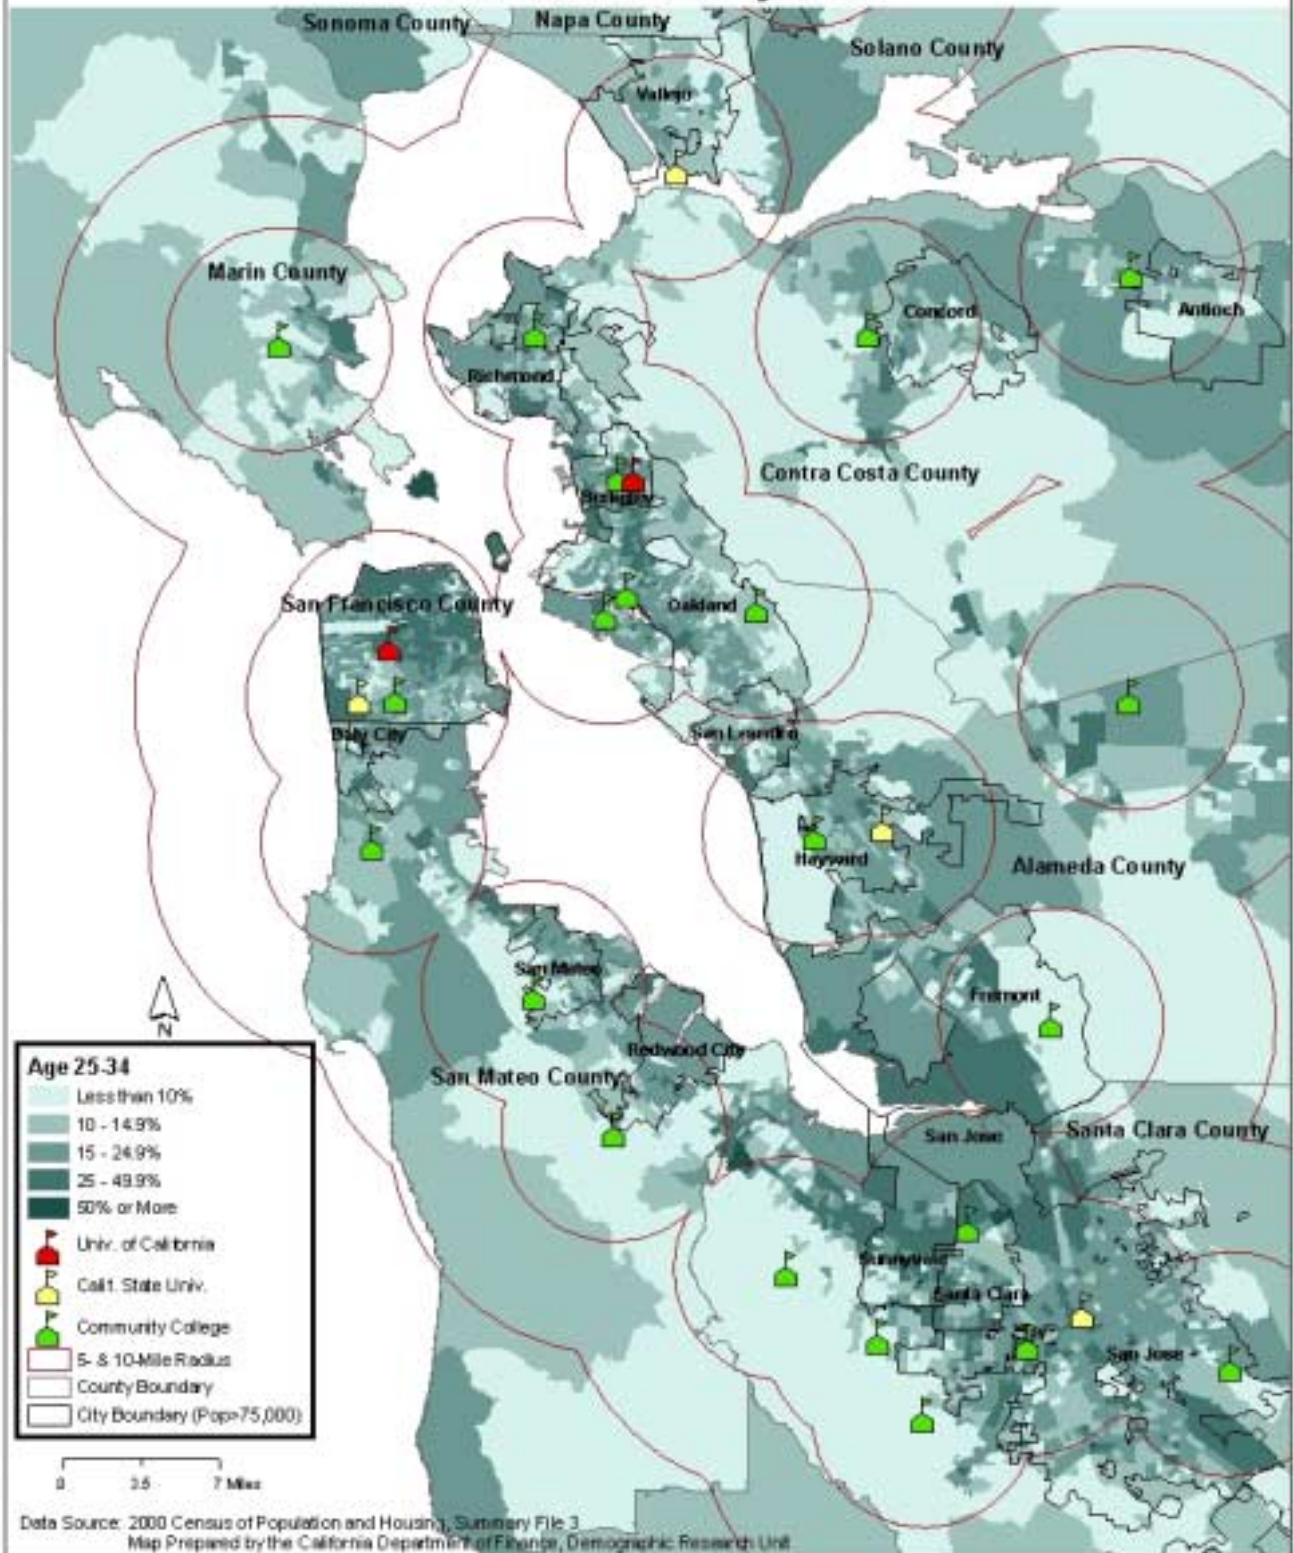 Sonoma County
Napa County
Solano County
Vallejo
Marin County
Concord
Antioch
Richmond
Contra Costa County
Berkeley
San Francisco County
Oakland
Daly City
San Leandro
Hayward
Alameda County
San Mateo
Fremont
Redwood City
San Mateo County
San Jose
Santa Clara County
Sunnyvale
Santa Clara
San Jose
N
Age 25-34
Less than 10%
10 - 14.9%
15 - 24.9%
25 - 49.9%
50% or More
Univ. of California
Calif. State Univ.
Community College
5- & 10-Mile Radius
County Boundary
City Boundary (Pop>75,000)
0 3.5 7 Miles
Data Source: 2000 Census of Population and Housing, Summary File 3
Map Prepared by the California Department of Finance, Demographic Research Unit